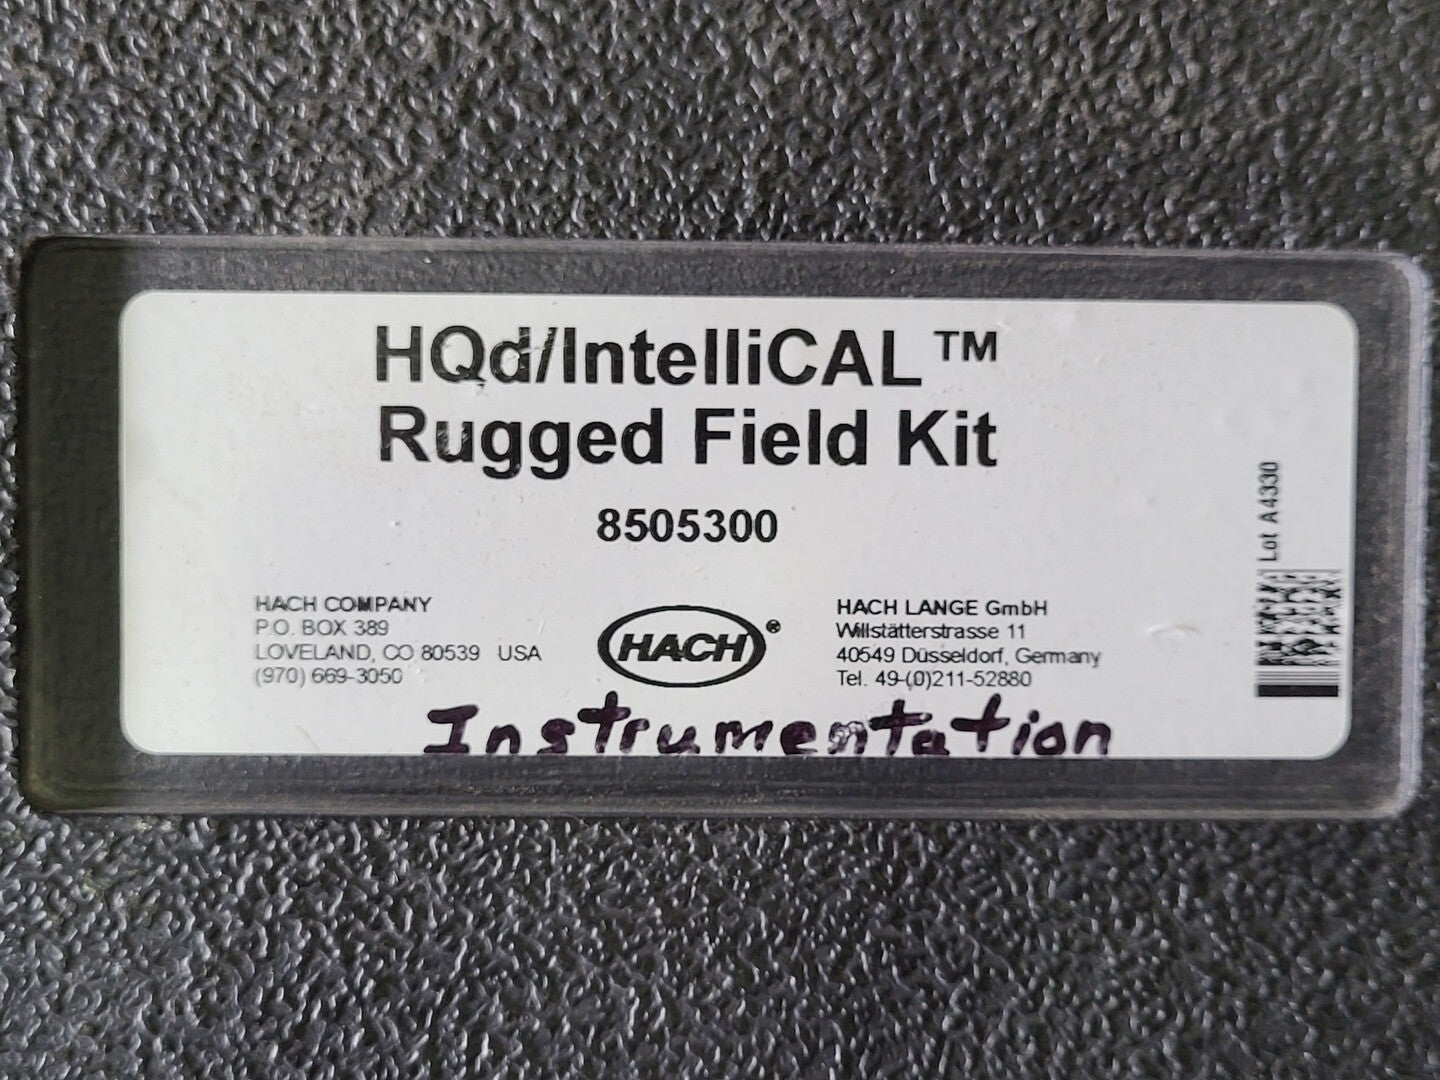 HQd/IntelliCAL™
Rugged Field Kit
8505300
HACH COMPANY
P.O. BOX 389
LOVELAND, CO 80539 USA
(970) 669-3050
HACH®
HACH LANGE GmbH
Willstätterstrasse 11
40549 Düsseldorf, Germany
Tel. 49-(0)211-52880
Lot A4330
Instrumentation